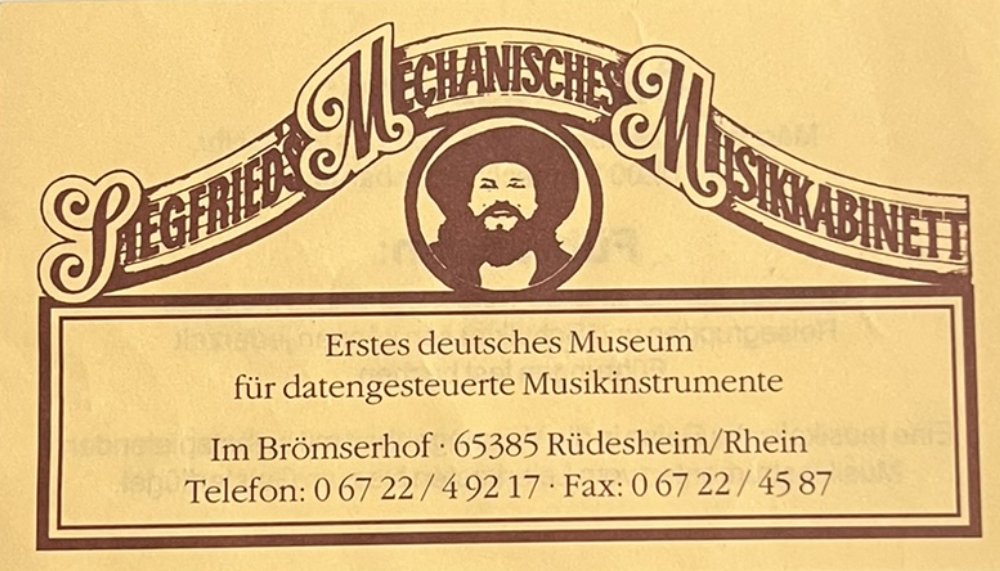 SIEGFRIED'S MECHANISCHES MUSIKKABINETT
Erstes deutsches Museum
für datengesteuerte Musikinstrumente
Im Brömserhof · 65385 Rüdesheim/Rhein
Telefon: 0 67 22 / 4 92 17 · Fax: 0 67 22 / 45 87